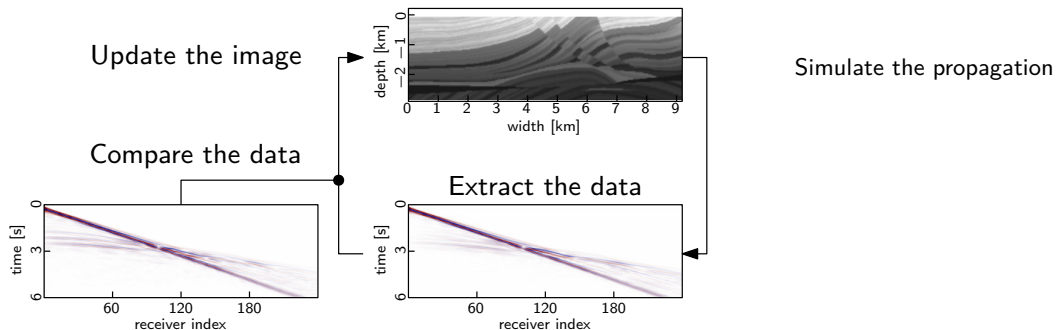 Update the image
0
−1
−2
depth [km]
0 1 2 3 4 5 6 7 8 9
width [km]
Simulate the propagation
Compare the data
Extract the data
0
3
6
time [s]
60 120 180
receiver index
0
3
6
time [s]
60 120 180
receiver index